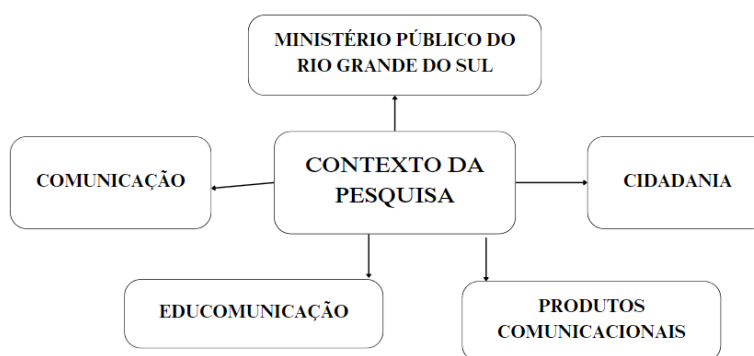 MINISTÉRIO PÚBLICO DO
RIO GRANDE DO SUL
COMUNICAÇÃO
CONTEXTO DA
PESQUISA
CIDADANIA
EDUCOMUNICAÇÃO
PRODUTOS
COMUNICACIONAIS